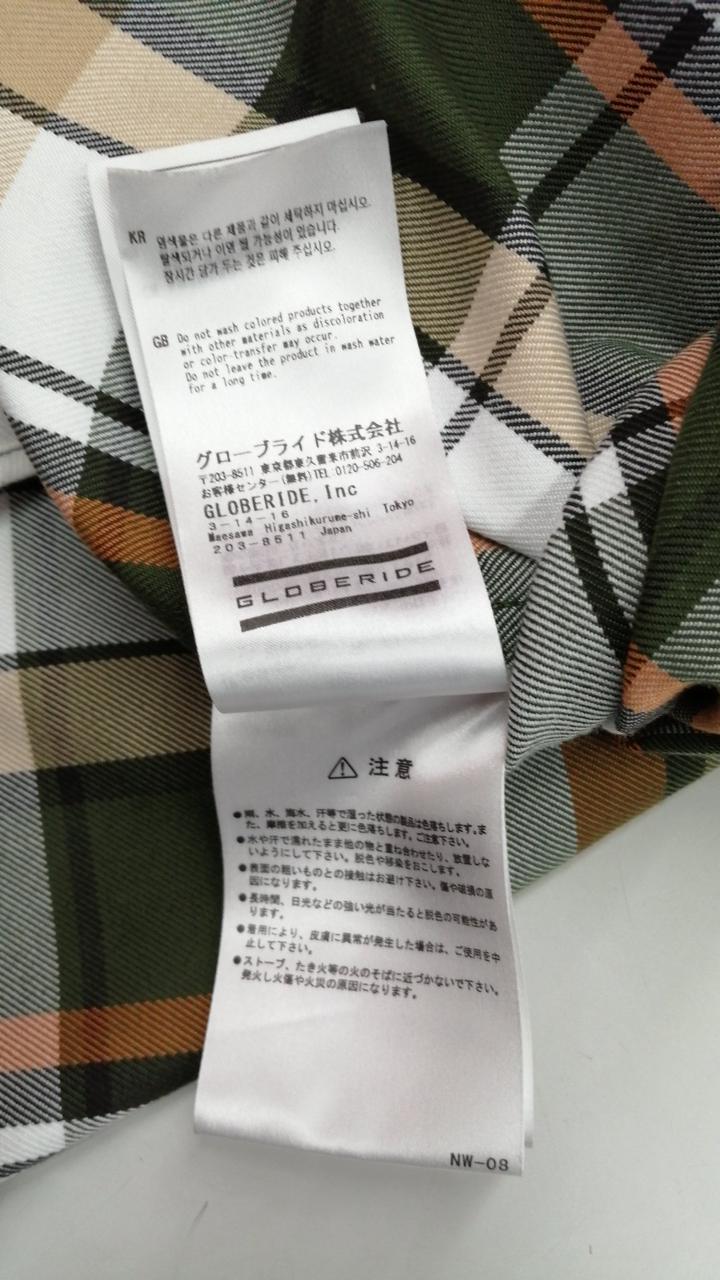 KR 염색물은 다른 제품과 같이 세탁하지 마십시오.
탈색되거나 이염 될 가능성이 있습니다.
장시간 담가 두는 것은 피해 주십시오.
GB Do not wash colored products together
with other materials as discoloration
or color-transfer may occur.
Do not leave the product in wash water
for a long time.
グローブライド株式会社
〒203-8511 東京都東久留米市前沢 3-14-16
お客様センター(無料)TEL:0120-506-204
GLOBERIDE, Inc
3-14-16
Maesawa Higashikurume-shi Tokyo
203-8511 Japan
GLOBERIDE
⚠ 注意
●雨、水、海水、汗等で湿った状態の製品は色落ちします。ま
た、摩擦を加えると更に色落ちします。ご注意下さい。
●水や汗で濡れたまま他の物と重ね合わせたり、放置しな
いようにして下さい。脱色や移染をおこします。
●表面の粗いものとの接触はお避け下さい。傷や破損の原
因になります。
●長時間、日光などの強い光が当たると脱色の可能性があ
ります。
●着用により、皮膚に異常が発生した場合は、ご使用を中
止して下さい。
●ストーブ、たき火等の火のそばに近づかないで下さい。
発火し火傷や火災の原因になります。
NW-08